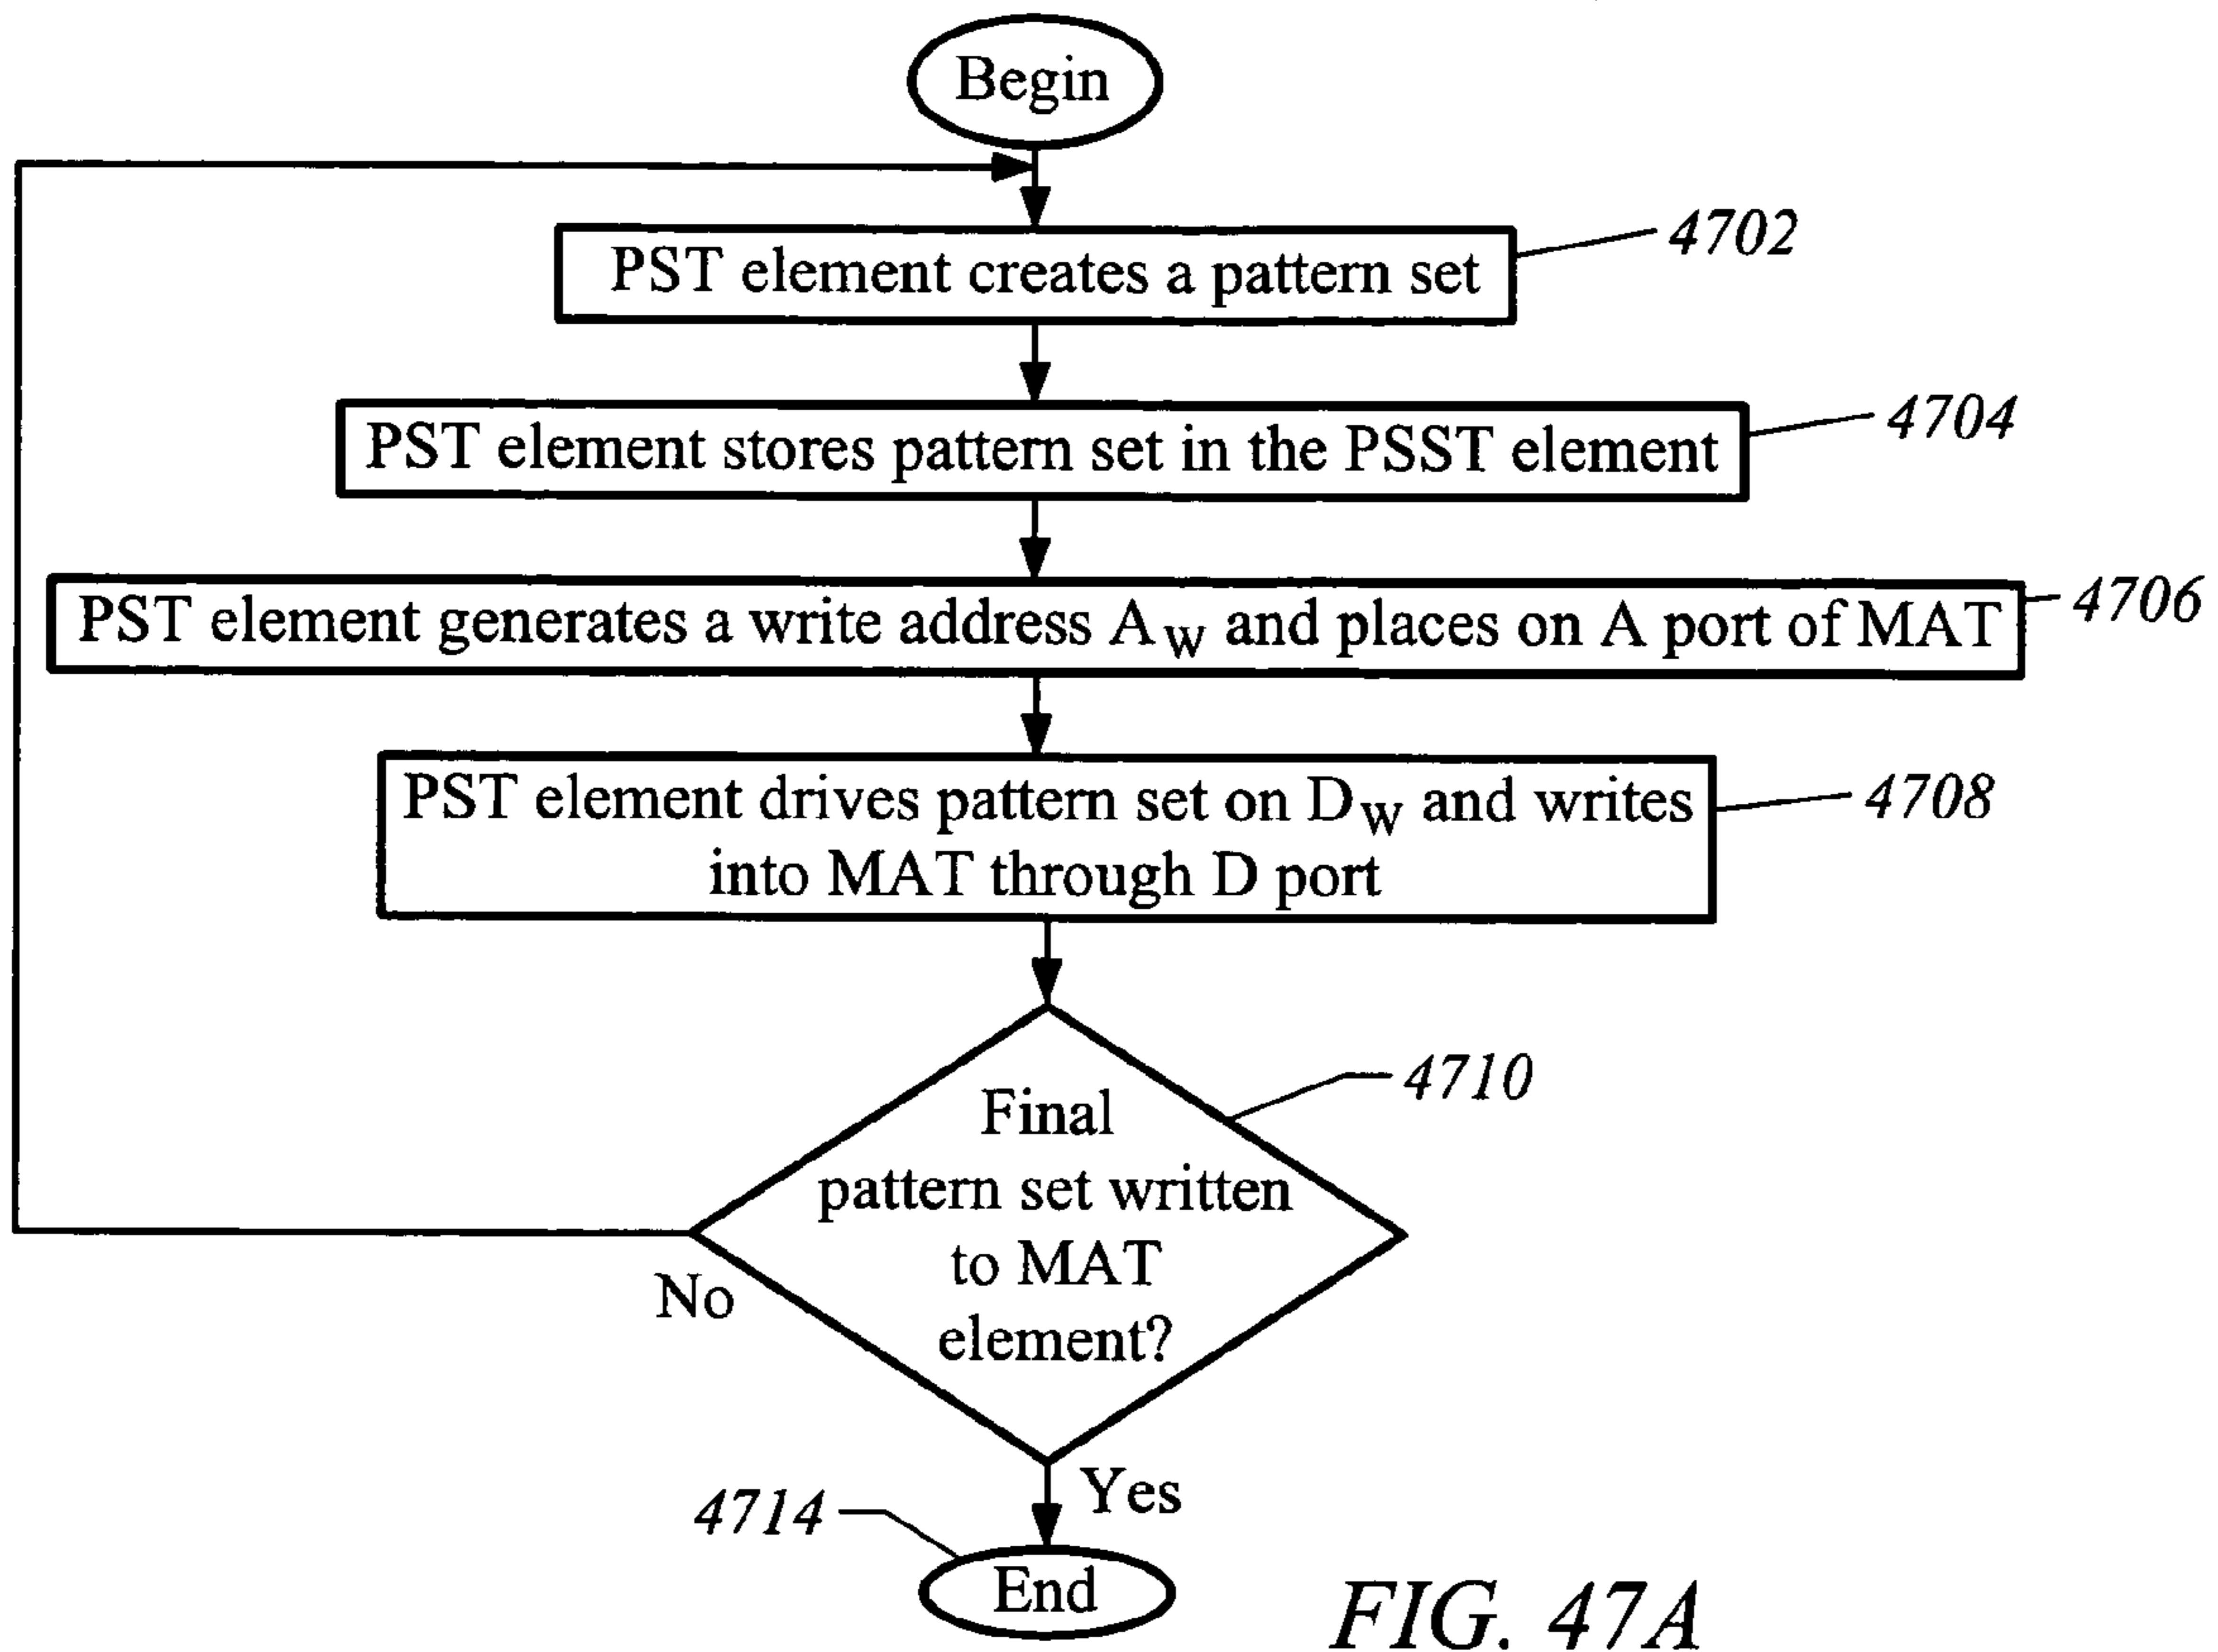 Begin
PST element creates a pattern set
4702
PST element stores pattern set in the PSST element
4704
PST element generates a write address AW and places on A port of MAT
4706
PST element drives pattern set on DW and writes
into MAT through D port
4708
Final
pattern set written
to MAT
element?
4710
No
Yes
4714
End
FIG. 47A